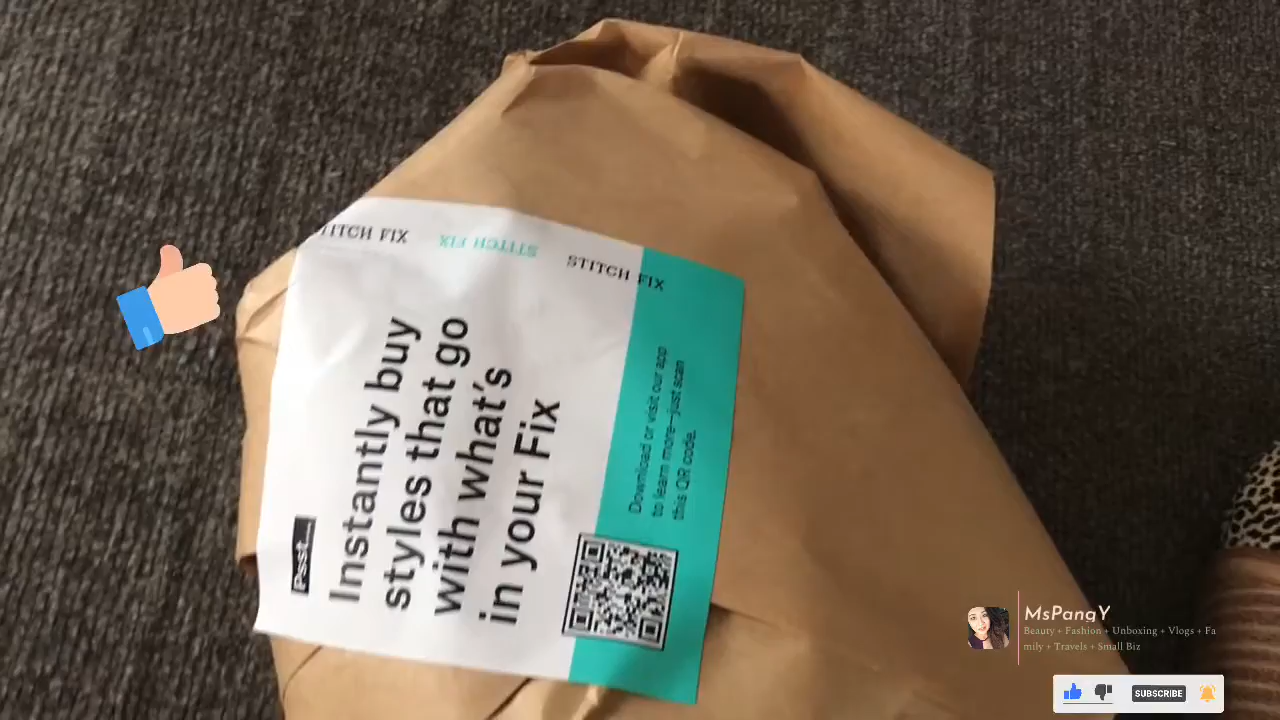 STITCH FIX STITCH FIX STITCH FIX
Psst...
Instantly buy
styles that go
with what's
in your Fix
Download or visit our app
to learn more—just scan
this QR code.
MsPangY
Beauty + Fashion + Unboxing + Vlogs + Fa
mily + Travels + Small Biz
SUBSCRIBE